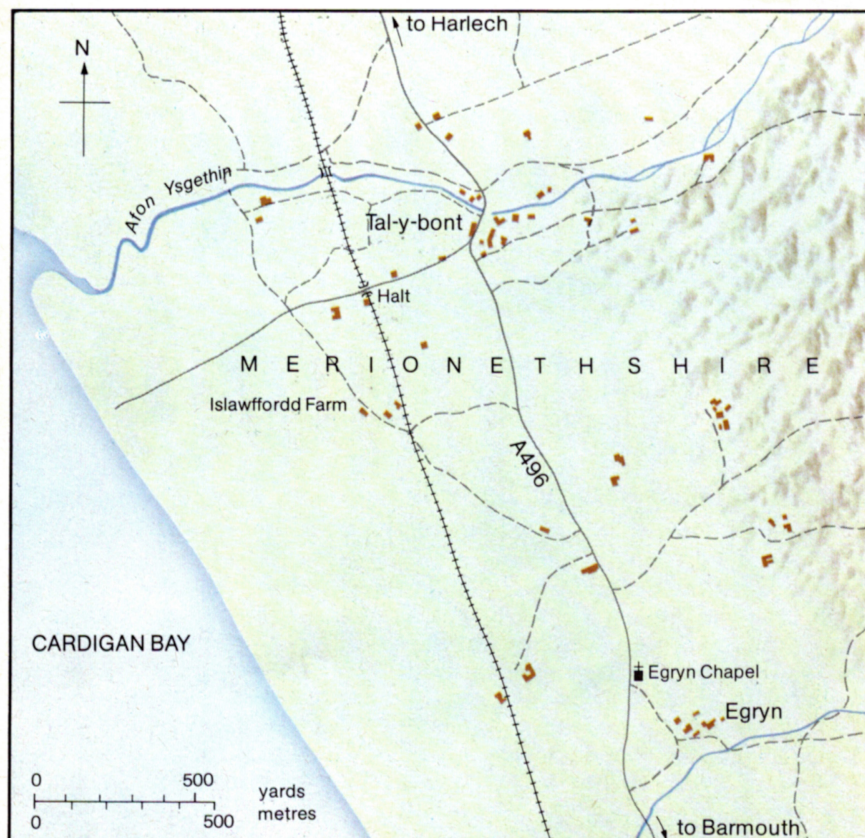 to Harlech
N
Afon Ysgethin
Tal-y-bont
Halt
MERIONETHSHIRE
Islawffordd Farm
A496
CARDIGAN BAY
Egryn Chapel
Egryn
0 500 yards
metres
0 500
to Barmouth